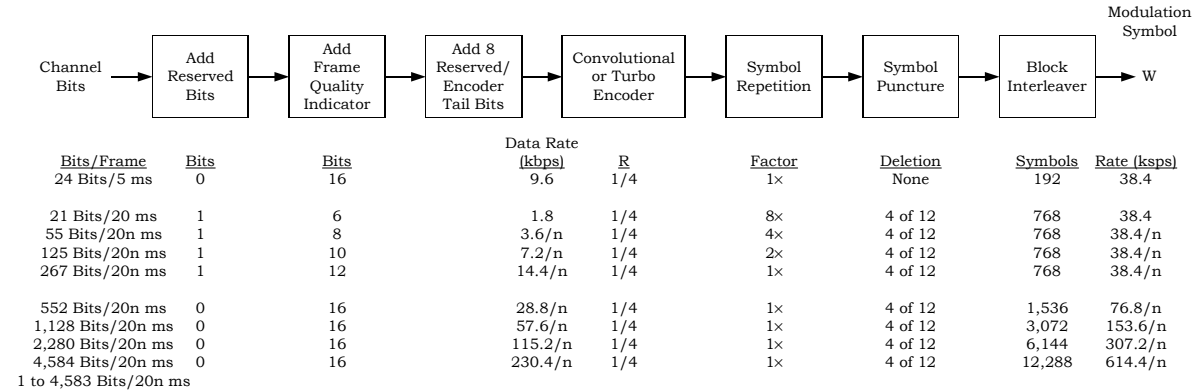 Modulation
Symbol
Channel
Bits
Add
Reserved
Bits
Add
Frame
Quality
Indicator
Add 8
Reserved/
Encoder
Tail Bits
Convolutional
or Turbo
Encoder
Symbol
Repetition
Symbol
Puncture
Block
Interleaver
W
Bits/Frame Bits Bits Data Rate (kbps) R Factor Deletion Symbols Rate (ksps)
24 Bits/5 ms 0 16 9.6 1/4 1× None 192 38.4
21 Bits/20 ms 1 6 1.8 1/4 8× 4 of 12 768 38.4
55 Bits/20n ms 1 8 3.6/n 1/4 4× 4 of 12 768 38.4/n
125 Bits/20n ms 1 10 7.2/n 1/4 2× 4 of 12 768 38.4/n
267 Bits/20n ms 1 12 14.4/n 1/4 1× 4 of 12 768 38.4/n
552 Bits/20n ms 0 16 28.8/n 1/4 1× 4 of 12 1,536 76.8/n
1,128 Bits/20n ms 0 16 57.6/n 1/4 1× 4 of 12 3,072 153.6/n
2,280 Bits/20n ms 0 16 115.2/n 1/4 1× 4 of 12 6,144 307.2/n
4,584 Bits/20n ms 0 16 230.4/n 1/4 1× 4 of 12 12,288 614.4/n
1 to 4,583 Bits/20n ms